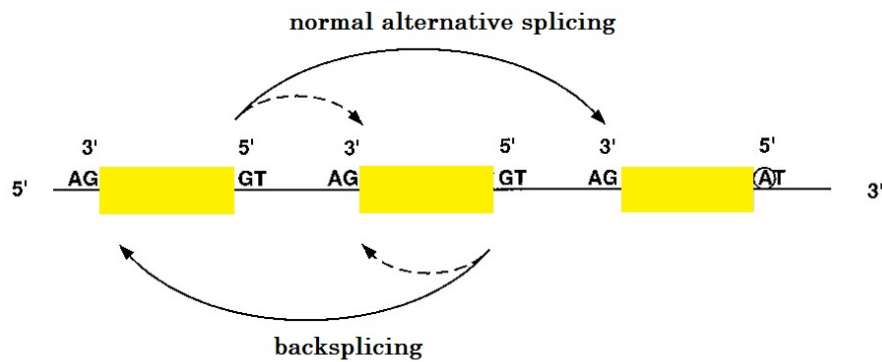 normal alternative splicing
3' 5' 3' 5' 3' 5'
5' AG GT AG GT AG AT 3'
backsplicing